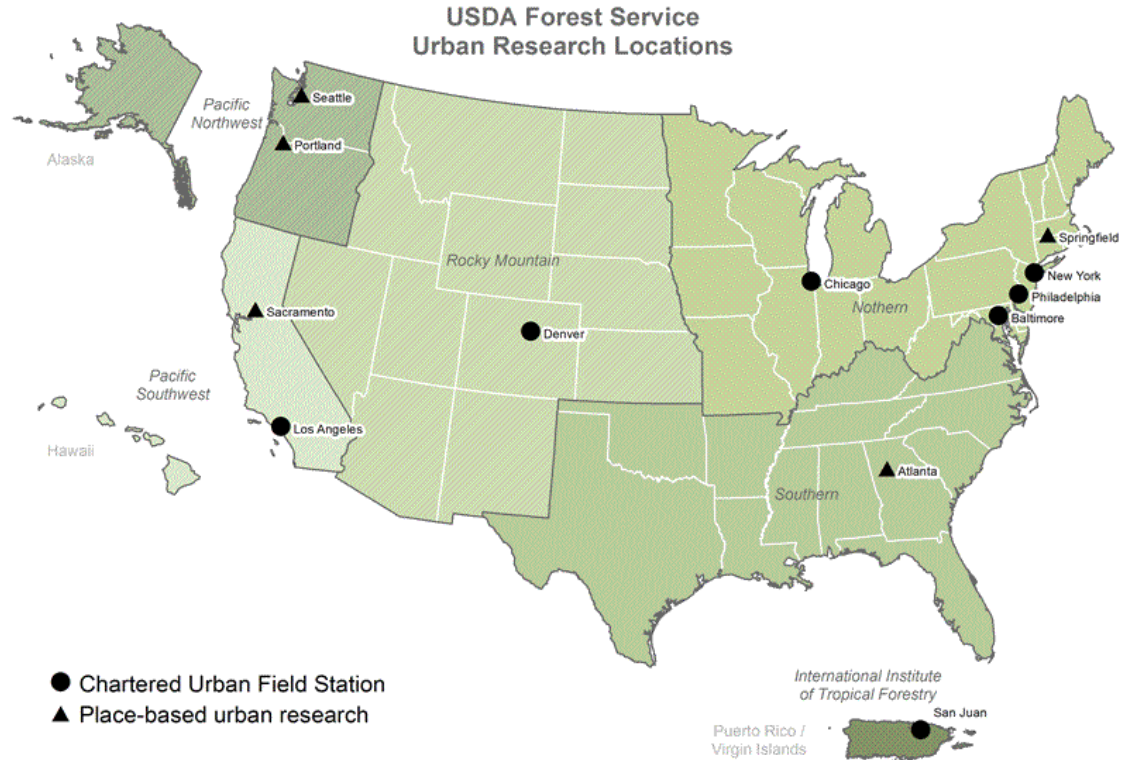 USDA Forest Service
Urban Research Locations
Pacific
Northwest
Seattle
Portland
Alaska
Springfield
New York
Philadelphia
Baltimore
Rocky Mountain
Chicago
Nothern
Sacramento
Denver
Pacific
Southwest
Los Angeles
Hawaii
Atlanta
Southern
Chartered Urban Field Station
Place-based urban research
International Institute
of Tropical Forestry
San Juan
Puerto Rico /
Virgin Islands